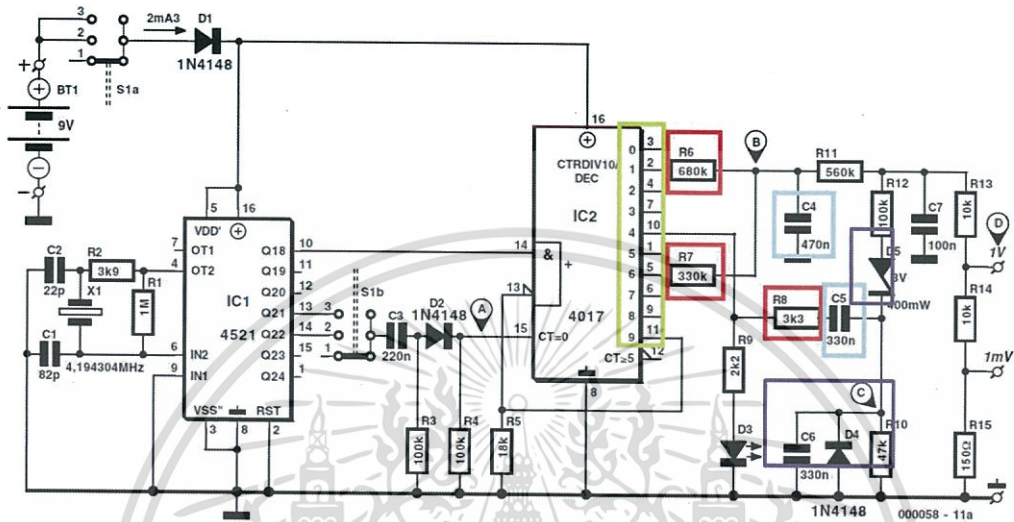 3
2
1
2mA3
D1
1N4148
S1a
+
BT1
9V
-
5
16
VDD'
7
OT1
4
OT2
IC1
4521
6
IN2
9
IN1
VSS"
RST
3
8
2
Q18
10
Q19
11
Q20
12
Q21
13
Q22
14
Q23
15
Q24
1
C2
22p
R2
3k9
X1
R1
1M
C1
82p
4,194304MHz
S1b
3
2
1
C3
220n
D2
1N4148
A
R3
100k
R4
100k
R5
18k
16
CTRDIV10/
DEC
IC2
4017
14
&
+
13
15
CT=0
CT≥5
12
8
0
3
1
2
2
4
3
7
4
10
5
1
6
5
7
6
8
9
9
11
R6
680k
R7
330k
B
R11
560k
C4
470n
R12
100k
C7
100n
R13
10k
D
1V
D5
400mW
R14
10k
1mV
R8
3k3
C5
330n
R9
2k2
D3
C
C6
330n
D4
R10
47k
1N4148
R15
150Ω
000058 - 11a